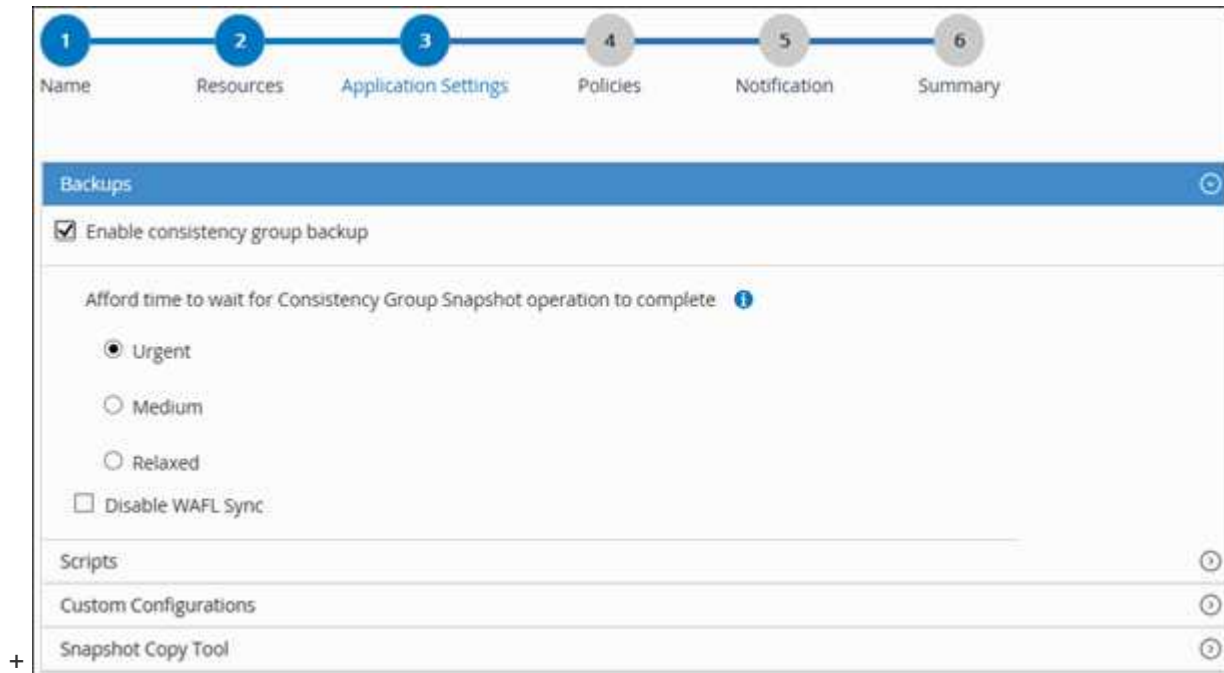 1 2 3 4 5 6
Name Resources Application Settings Policies Notification Summary
Backups
Enable consistency group backup
Afford time to wait for Consistency Group Snapshot operation to complete i
Urgent
Medium
Relaxed
Disable WAFL Sync
Scripts
Custom Configurations
Snapshot Copy Tool
+